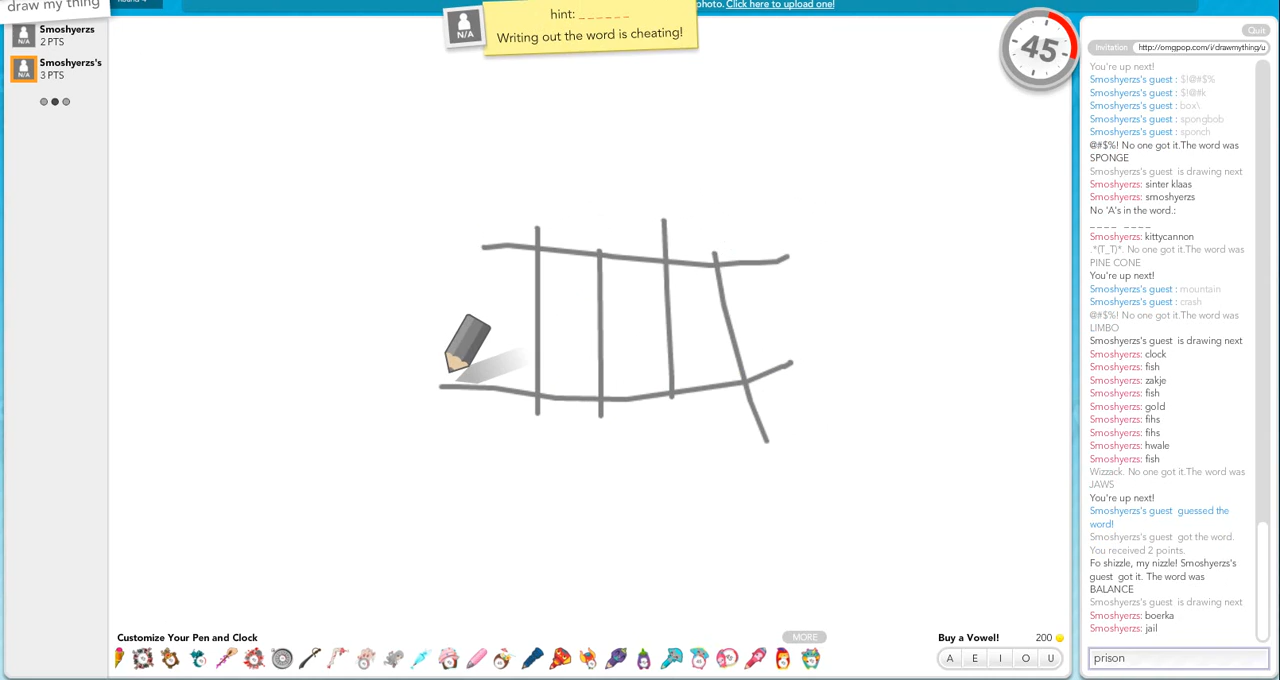 draw my thing
photo. Click here to upload one!
Smoshyerzs
2 PTS
Smoshyerzs's
3 PTS
N/A
N/A
N/A
hint: _ _ _ _ _ _
Writing out the word is cheating!
45
Quit
Invitation http://omgpop.com/i/drawmything/u
You're up next!
Smoshyerzs's guest : $!@#$%
Smoshyerzs's guest : $!@#k
Smoshyerzs's guest : box\
Smoshyerzs's guest : spongbob
Smoshyerzs's guest : sponch
@#$%! No one got it.The word was
SPONGE
Smoshyerzs's guest is drawing next
Smoshyerzs: sinter klaas
Smoshyerzs: smoshyerzs
No 'A's in the word.:
_ _ _ _ _ _ _ _
Smoshyerzs: kittycannon
.*(T_T)*. No one got it.The word was
PINE CONE
You're up next!
Smoshyerzs's guest : mountain
Smoshyerzs's guest : crash
@#$%! No one got it.The word was
LIMBO
Smoshyerzs's guest is drawing next
Smoshyerzs: clock
Smoshyerzs: fish
Smoshyerzs: zakje
Smoshyerzs: fish
Smoshyerzs: gold
Smoshyerzs: fihs
Smoshyerzs: fihs
Smoshyerzs: hwale
Smoshyerzs: fish
Wizzack. No one got it.The word was
JAWS
You're up next!
Smoshyerzs's guest guessed the
word!
Smoshyerzs's guest got the word.
You received 2 points.
Fo shizzle, my nizzle! Smoshyerzs's
guest got it. The word was
BALANCE
Smoshyerzs's guest is drawing next
Smoshyerzs: boerka
Smoshyerzs: jail
prison
Customize Your Pen and Clock
MORE
Buy a Vowel! 200
A E I O U